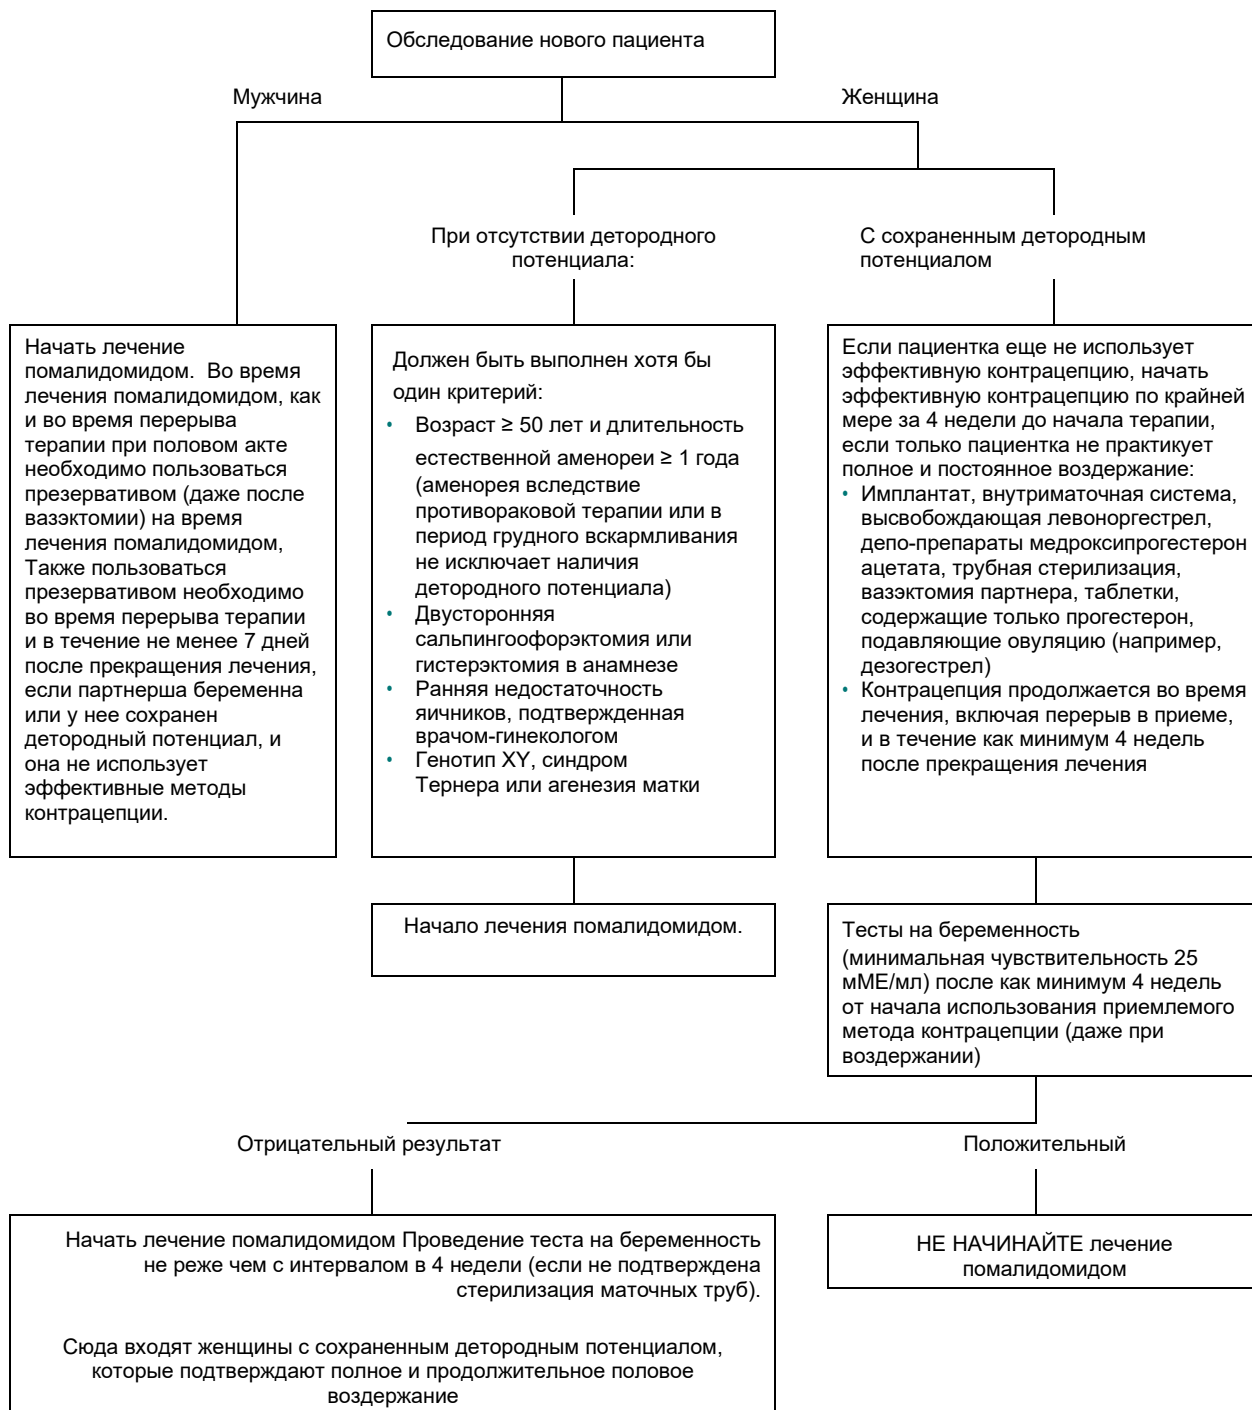 Обследование нового пациента
Мужчина
Женщина
При отсутствии детородного
потенциала:
С сохраненным детородным
потенциалом
Начать лечение
помалидомидом. Во время
лечения помалидомидом, как
и во время перерыва
терапии при половом акте
необходимо пользоваться
презервативом (даже после
вазэктомии) на время
лечения помалидомидом,
Также пользоваться
презервативом необходимо
во время перерыва терапии
и в течение не менее 7 дней
после прекращения лечения,
если партнерша беременна
или у нее сохранен
детородный потенциал, и
она не использует
эффективные методы
контрацепции.
Должен быть выполнен хотя бы
один критерий:
• Возраст ≥ 50 лет и длительность
естественной аменореи ≥ 1 года
(аменорея вследствие
противораковой терапии или в
период грудного вскармливания
не исключает наличия
детородного потенциала)
• Двусторонняя
сальпингоофорэктомия или
гистерэктомия в анамнезе
• Ранняя недостаточность
яичников, подтвержденная
врачом-гинекологом
• Генотип XY, синдром
Тернера или агенезия матки
Если пациентка еще не использует
эффективную контрацепцию, начать
эффективную контрацепцию по крайней
мере за 4 недели до начала терапии,
если только пациентка не практикует
полное и постоянное воздержание:
• Имплантат, внутриматочная система,
высвобождающая левоноргестрел,
депо-препараты медроксипрогестерон
ацетата, трубная стерилизация,
вазэктомия партнера, таблетки,
содержащие только прогестерон,
подавляющие овуляцию (например,
дезогестрел)
• Контрацепция продолжается во время
лечения, включая перерыв в приеме,
и в течение как минимум 4 недель
после прекращения лечения
Начало лечения помалидомидом.
Тесты на беременность
(минимальная чувствительность 25
мМЕ/мл) после как минимум 4 недель
от начала использования приемлемого
метода контрацепции (даже при
воздержании)
Отрицательный результат
Положительный
Начать лечение помалидомидом Проведение теста на беременность
не реже чем с интервалом в 4 недели (если не подтверждена
стерилизация маточных труб).
Сюда входят женщины с сохраненным детородным потенциалом,
которые подтверждают полное и продолжительное половое
воздержание
НЕ НАЧИНАЙТЕ лечение
помалидомидом